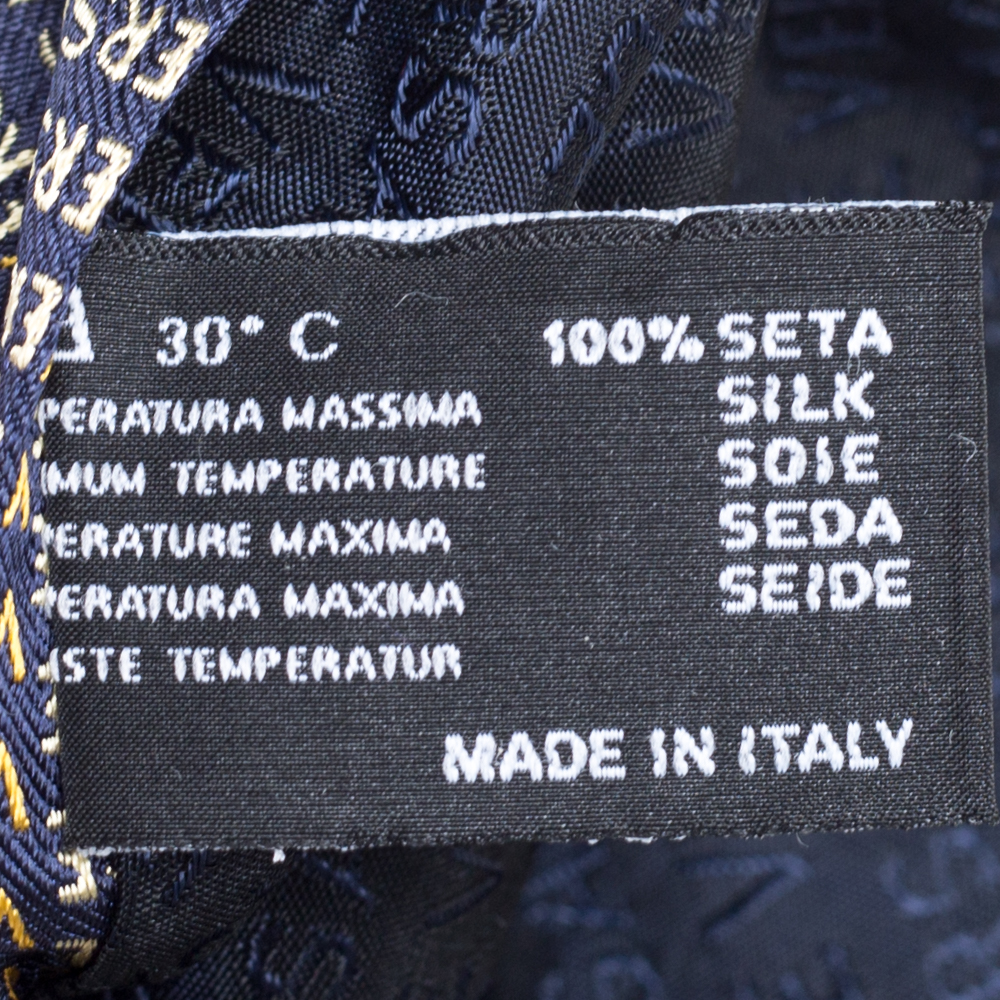 30° C
PERATURA MASSIMA
IMUM TEMPERATURE
PERATURE MAXIMA
PERATURA MAXIMA
STE TEMPERATUR
100% SETA
SILK
SOIE
SEDA
SEIDE
MADE IN ITALY